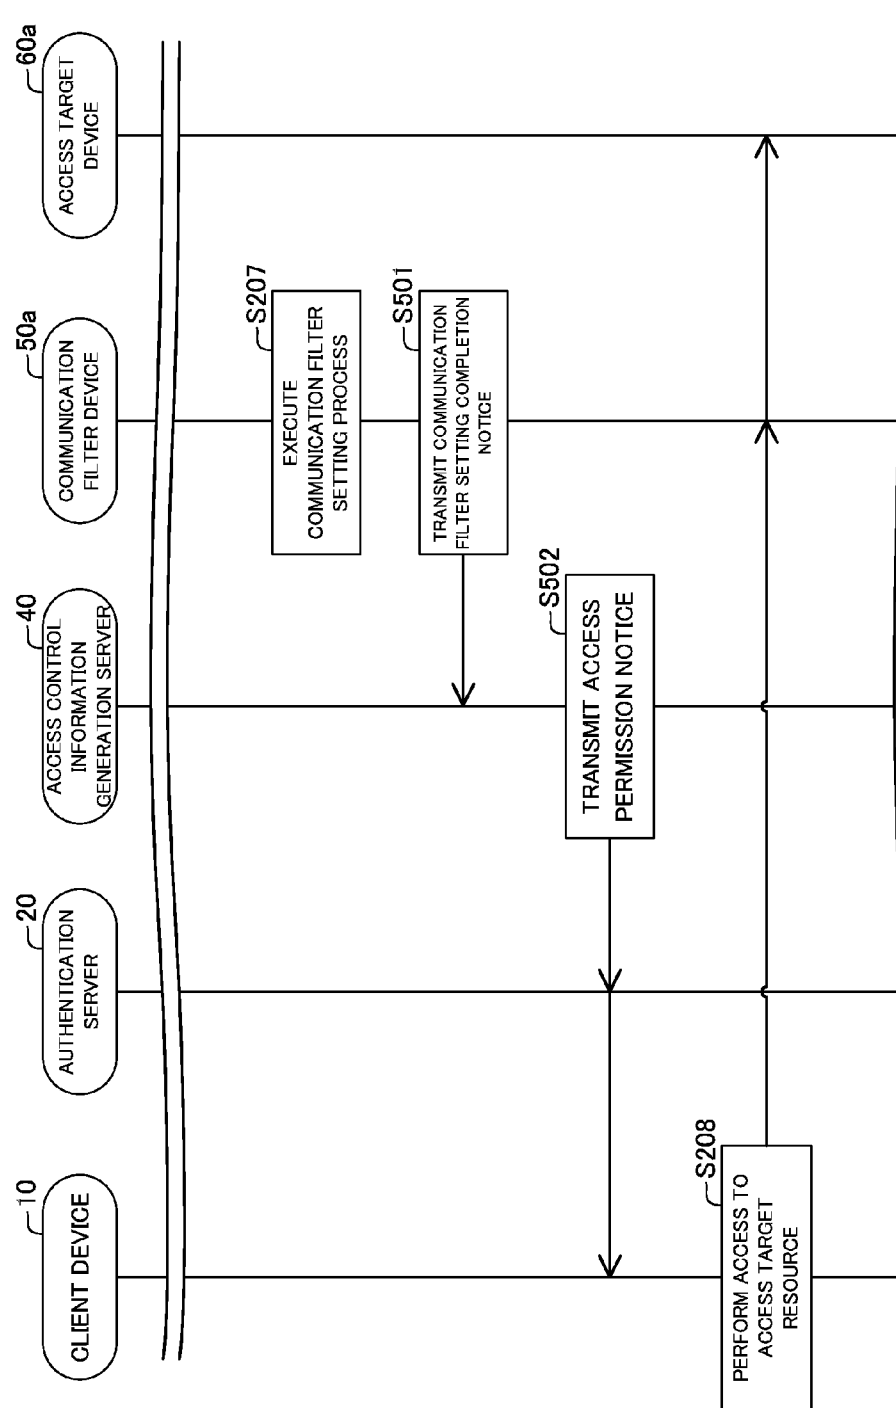 10
CLIENT DEVICE
20
AUTHENTICATION
SERVER
40
ACCESS CONTROL
INFORMATION
GENERATION SERVER
50a
COMMUNICATION
FILTER DEVICE
60a
ACCESS TARGET
DEVICE
S207
EXECUTE
COMMUNICATION FILTER
SETTING PROCESS
S501
TRANSMIT COMMUNICATION
FILTER SETTING COMPLETION
NOTICE
S502
TRANSMIT ACCESS
PERMISSION NOTICE
S208
PERFORM ACCESS TO
ACCESS TARGET
RESOURCE